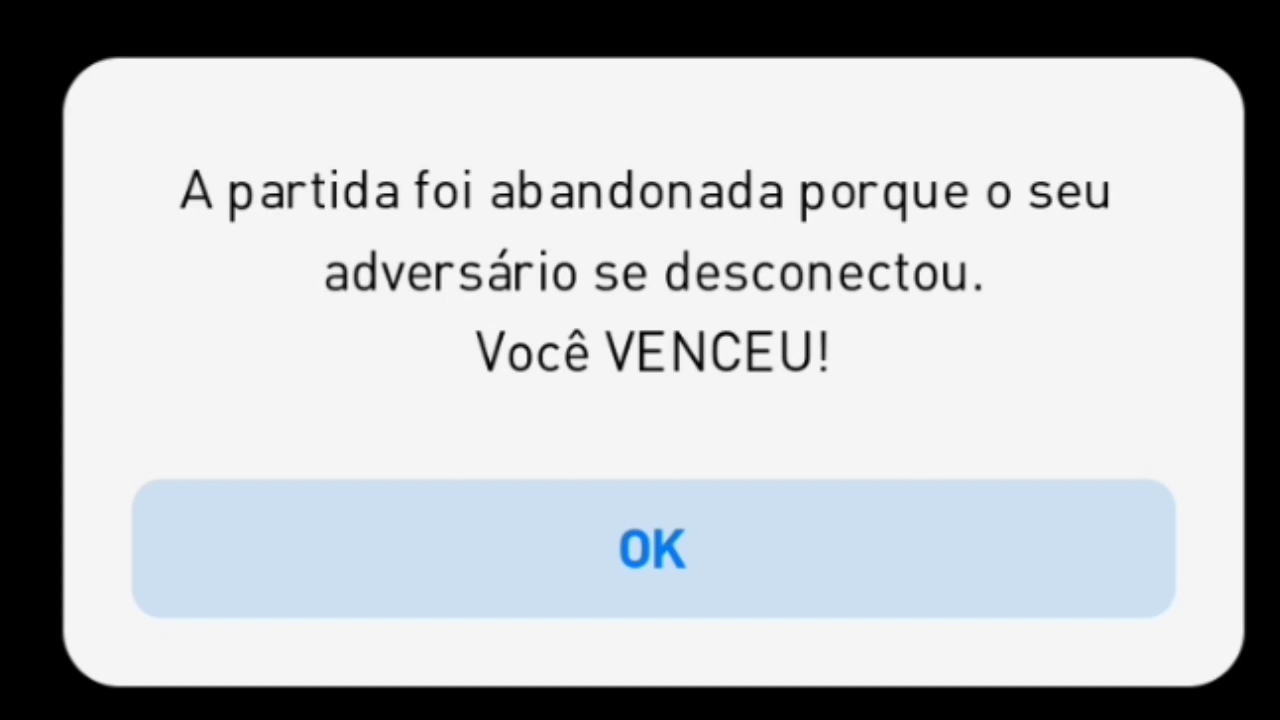 A partida foi abandonada porque o seu
adversário se desconectou.
Você VENCEU!
OK